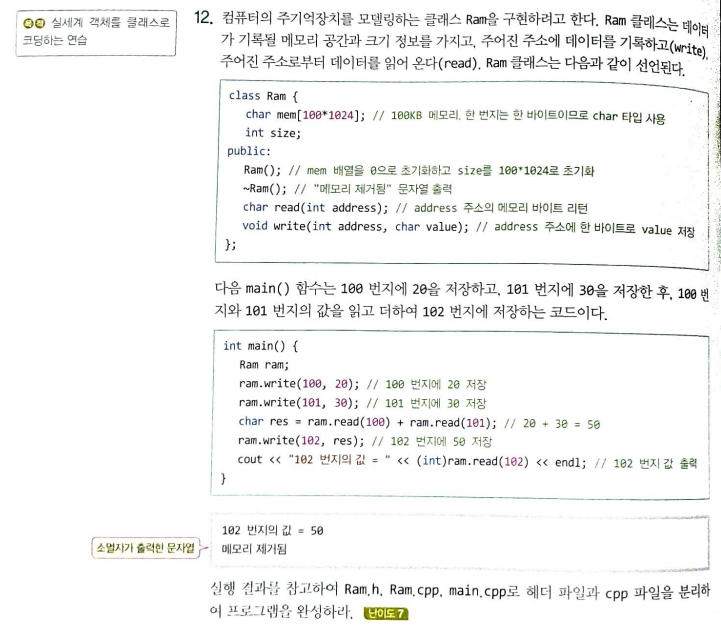 목적 실세계 객체를 클래스로
코딩하는 연습
12. 컴퓨터의 주기억장치를 모델링하는 클래스 Ram을 구현하려고 한다. Ram 클래스는 데이터
가 기록될 메모리 공간과 크기 정보를 가지고, 주어진 주소에 데이터를 기록하고(write),
주어진 주소로부터 데이터를 읽어 온다(read). Ram 클래스는 다음과 같이 선언된다.
class Ram {
char mem[100*1024]; // 100KB 메모리. 한 번지는 한 바이트이므로 char 타입 사용
int size;
public:
Ram(); // mem 배열을 0으로 초기화하고 size를 100*1024로 초기화
~Ram(); // "메모리 제거됨" 문자열 출력
char read(int address); // address 주소의 메모리 바이트 리턴
void write(int address, char value); // address 주소에 한 바이트로 value 저장
};
다음 main() 함수는 100 번지에 20을 저장하고, 101 번지에 30을 저장한 후, 100 번
지와 101 번지의 값을 읽고 더하여 102 번지에 저장하는 코드이다.
int main() {
Ram ram;
ram.write(100, 20); // 100 번지에 20 저장
ram.write(101, 30); // 101 번지에 30 저장
char res = ram.read(100) + ram.read(101); // 20 + 30 = 50
ram.write(102, res); // 102 번지에 50 저장
cout << "102 번지의 값 = " << (int)ram.read(102) << endl; // 102 번지 값 출력
}
102 번지의 값 = 50
소멸자가 출력한 문자열
메모리 제거됨
실행 결과를 참고하여 Ram.h, Ram.cpp, main.cpp로 헤더 파일과 cpp 파일을 분리하
여 프로그램을 완성하라. 난이도 7